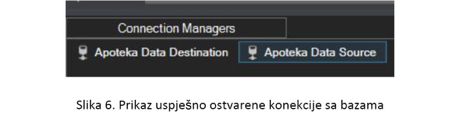 Connection Managers
Apoteka Data Destination Apoteka Data Source
Slika 6. Prikaz uspješno ostvarene konekcije sa bazama